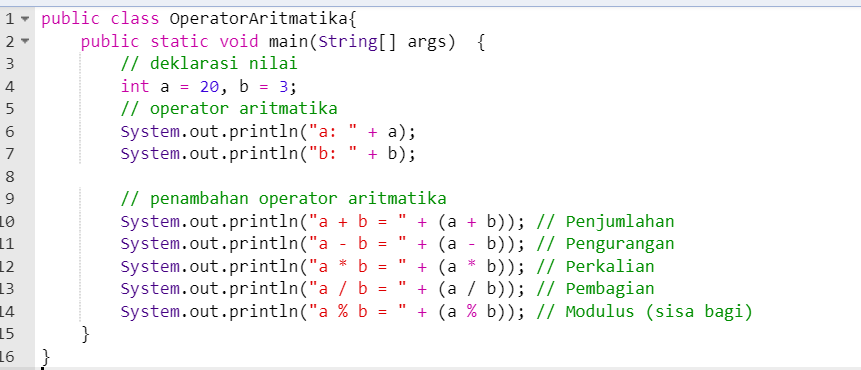 1 public class OperatorAritmatika{
2     public static void main(String[] args)  {
3         // deklarasi nilai
4         int a = 20, b = 3;
5         // operator aritmatika
6         System.out.println("a: " + a);
7         System.out.println("b: " + b);
8
9         // penambahan operator aritmatika
10         System.out.println("a + b = " + (a + b)); // Penjumlahan
11         System.out.println("a - b = " + (a - b)); // Pengurangan
12         System.out.println("a * b = " + (a * b)); // Perkalian
13         System.out.println("a / b = " + (a / b)); // Pembagian
14         System.out.println("a % b = " + (a % b)); // Modulus (sisa bagi)
15     }
16 }